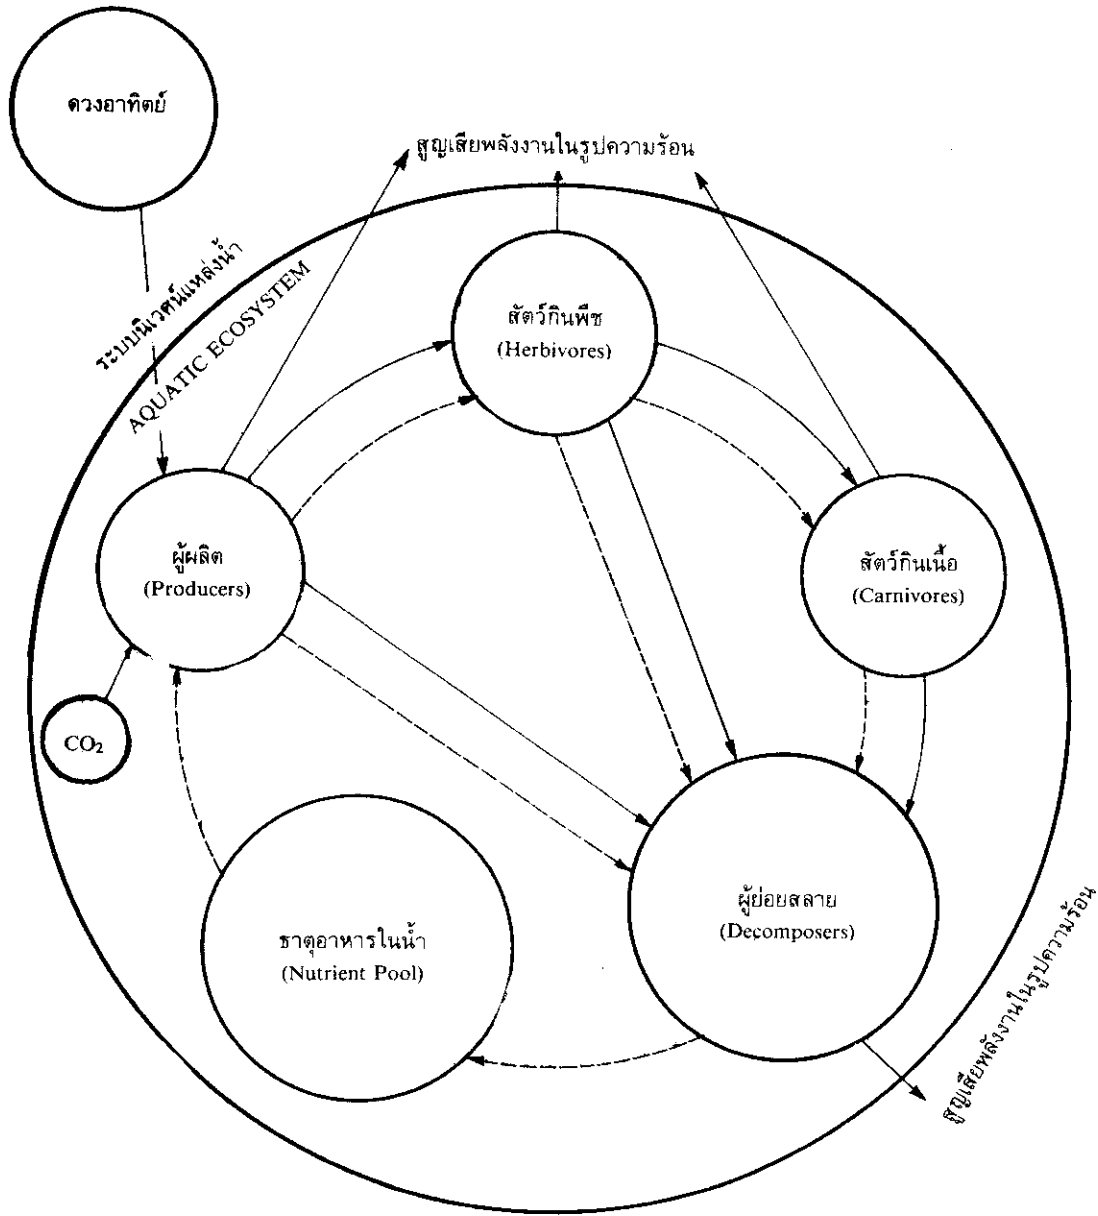 ดวงอาทิตย์
สูญเสียพลังงานในรูปความร้อน
ระบบนิเวศน์แหล่งน้ำ
AQUATIC ECOSYSTEM
สัตว์กินพืช
(Herbivores)
ผู้ผลิต
(Producers)
สัตว์กินเนื้อ
(Carnivores)
CO₂
ผู้ย่อยสลาย
(Decomposers)
ธาตุอาหารในน้ำ
(Nutrient Pool)
สูญเสียพลังงานในรูปความร้อน